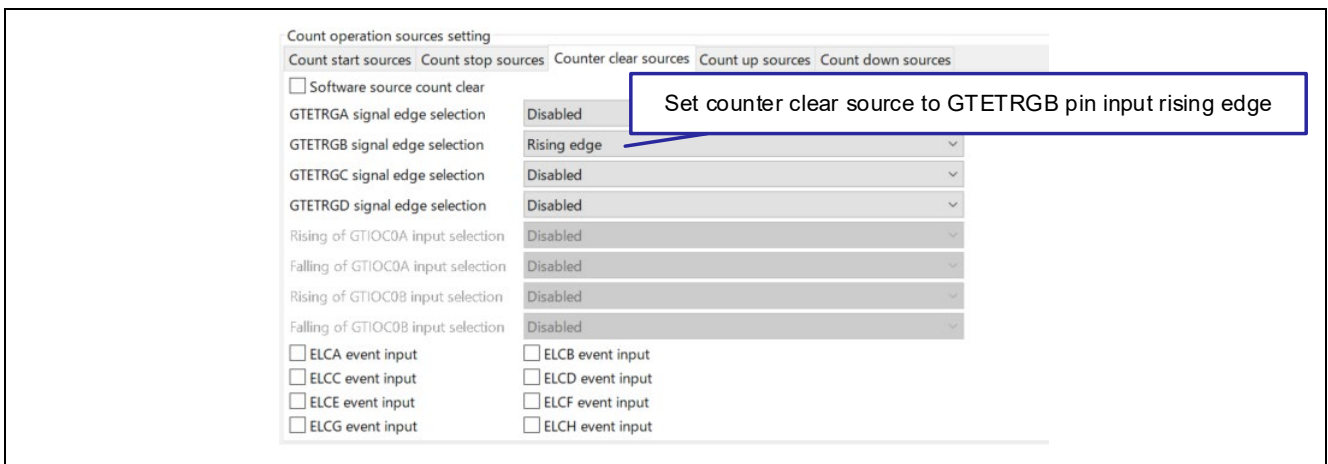 Count operation sources setting
Count start sources Count stop sources Counter clear sources Count up sources Count down sources
Software source count clear
Set counter clear source to GTETRGB pin input rising edge
GTETRGA signal edge selection Disabled
GTETRGB signal edge selection Rising edge
GTETRGC signal edge selection Disabled
GTETRGD signal edge selection Disabled
Rising of GTIOC0A input selection Disabled
Falling of GTIOC0A input selection Disabled
Rising of GTIOC0B input selection Disabled
Falling of GTIOC0B input selection Disabled
ELCA event input ELCB event input
ELCC event input ELCD event input
ELCE event input ELCF event input
ELCG event input ELCH event input